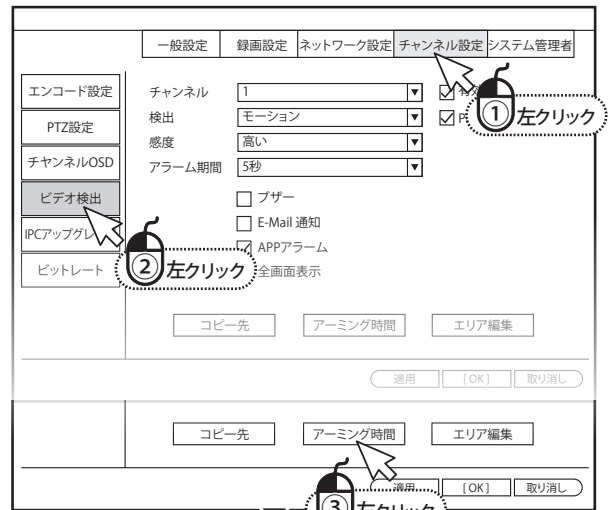 一般設定 録画設定 ネットワーク設定 チャンネル設定 システム管理者
エンコード設定
PTZ設定
チャンネルOSD
ビデオ検出
IPCアップグレ
ビットレート
チャンネル 1
検出 モーション
感度 高い
アラーム期間 5秒
有効
P
ブザー
E-Mail 通知
APPアラーム
全画面表示
① 左クリック
② 左クリック
コピー先 アーミング時間 エリア編集
適用 [OK] 取り消し
コピー先 アーミング時間 エリア編集
適用 [OK] 取り消し
③ 左クリック